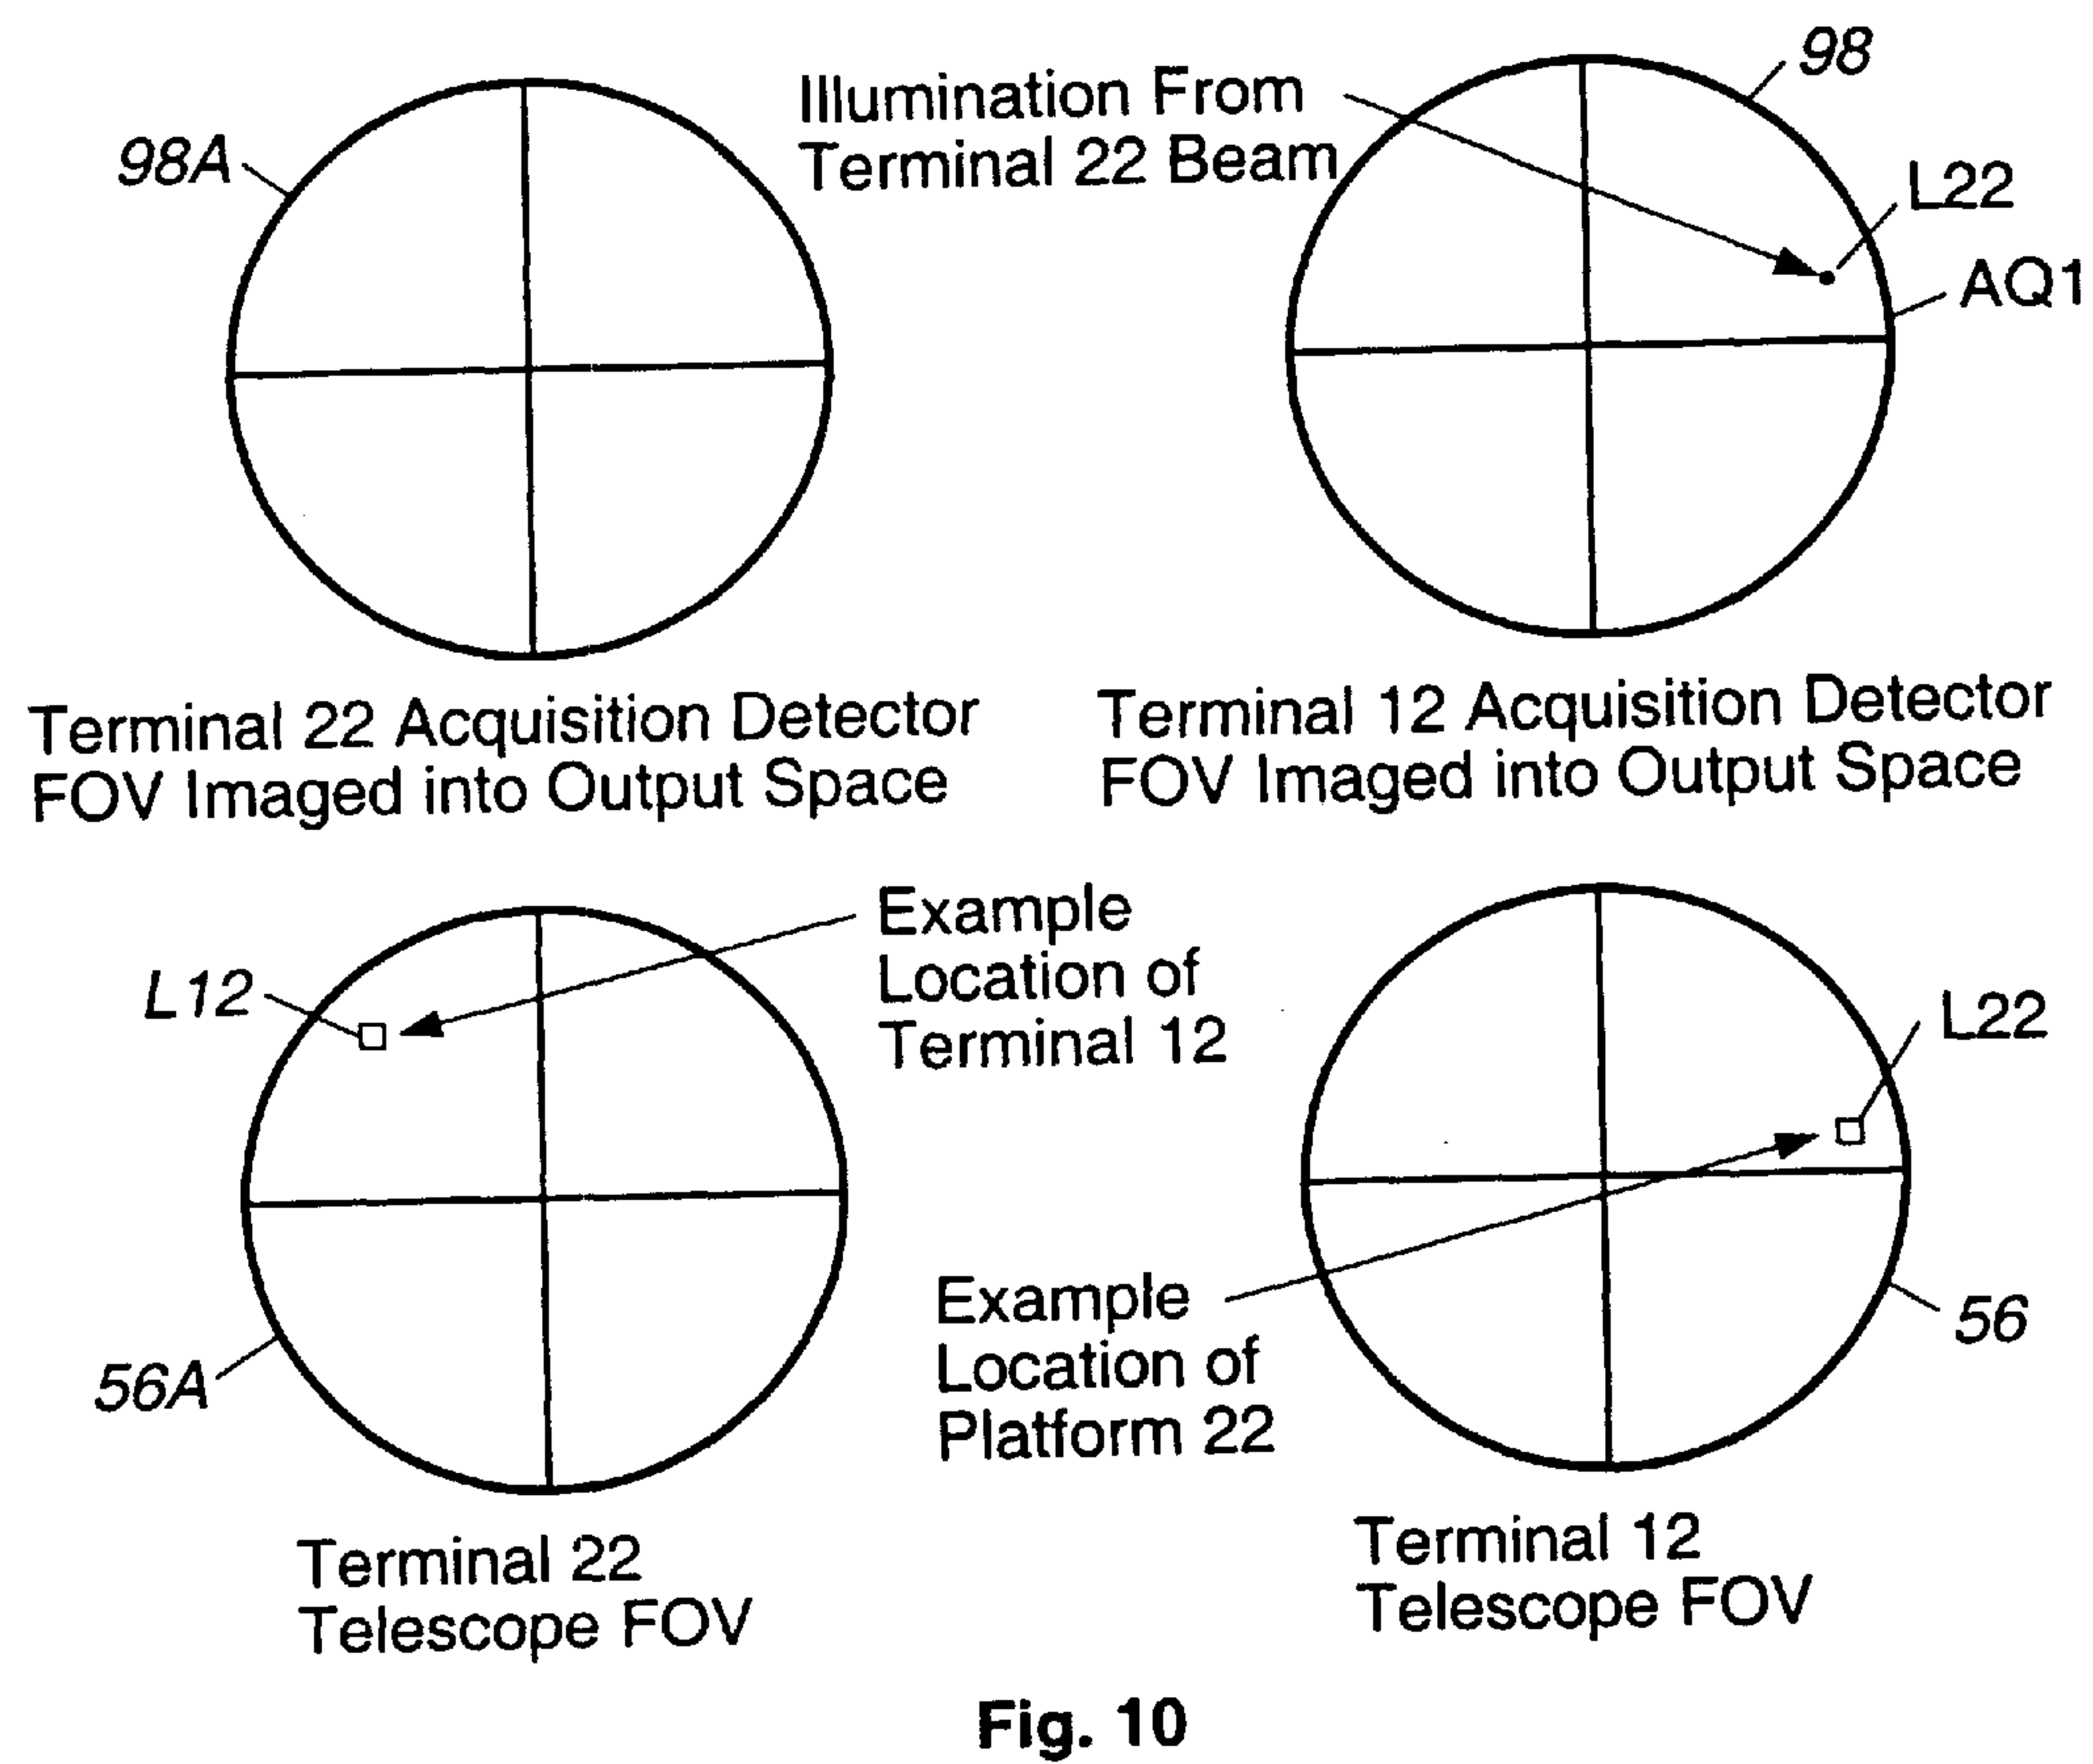 98
Illumination From
Terminal 22 Beam
98A
L22
AQ1
Terminal 22 Acquisition Detector
FOV Imaged into Output Space
Terminal 12 Acquisition Detector
FOV Imaged into Output Space
Example
Location of
Terminal 12
L12
L22
Example
Location of
Platform 22
56
56A
Terminal 22
Telescope FOV
Terminal 12
Telescope FOV
Fig. 10